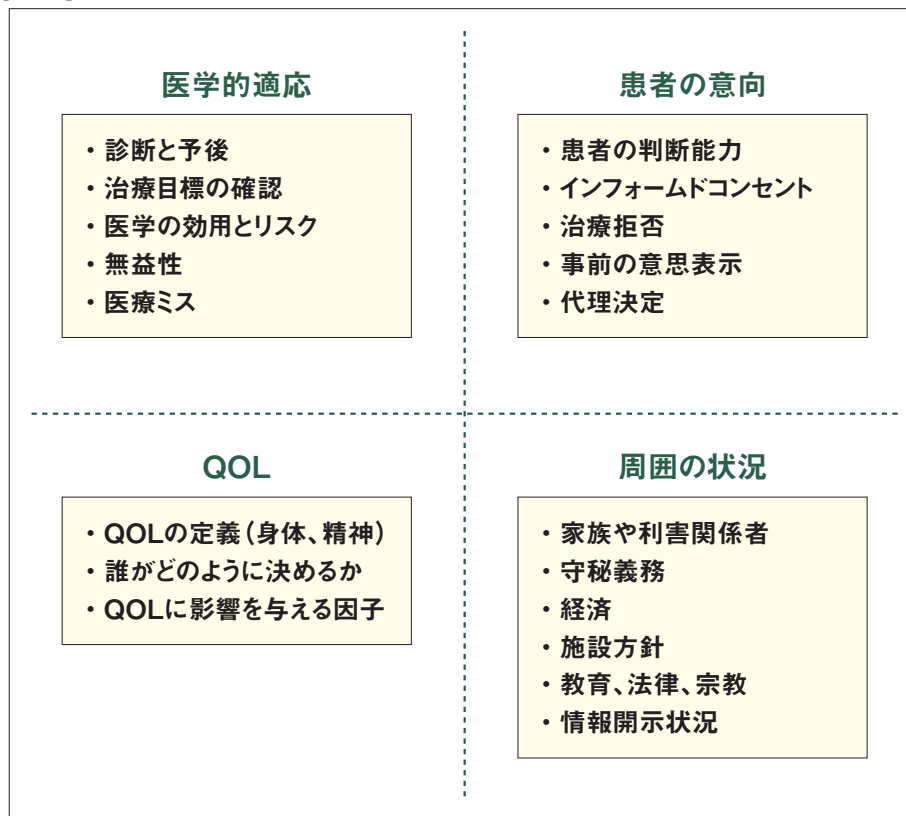 医学的適応
・診断と予後
・治療目標の確認
・医学の効用とリスク
・無益性
・医療ミス
患者の意向
・患者の判断能力
・インフォームドコンセント
・治療拒否
・事前の意思表示
・代理決定
QOL
・QOLの定義(身体、精神)
・誰がどのように決めるか
・QOLに影響を与える因子
周囲の状況
・家族や利害関係者
・守秘義務
・経済
・施設方針
・教育、法律、宗教
・情報開示状況